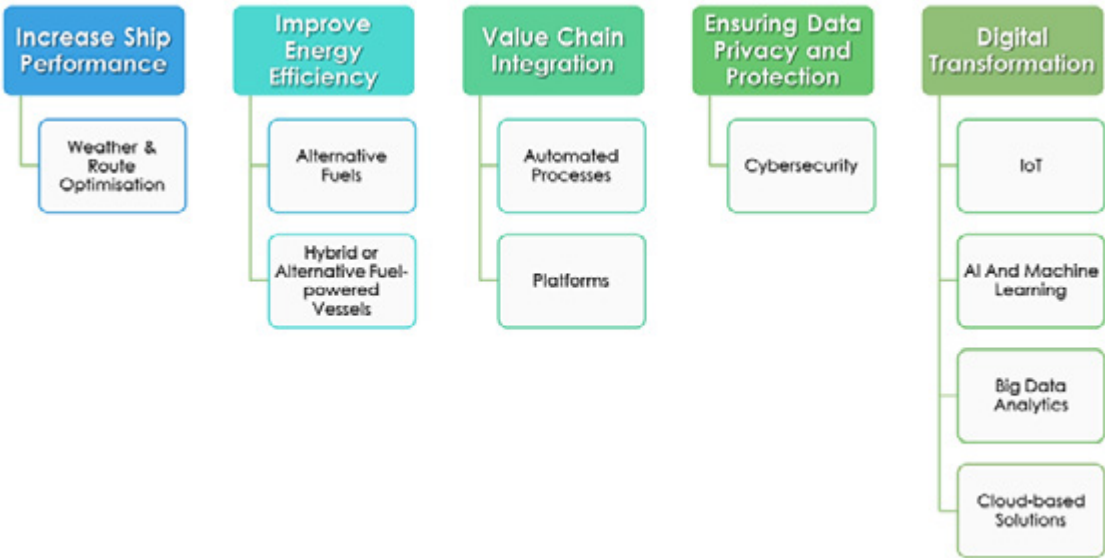 Increase Ship
Performance
Weather &
Route
Optimisation
Improve
Energy
Efficiency
Alternative
Fuels
Hybrid or
Alternative Fuel-
powered
Vessels
Value Chain
Integration
Automated
Processes
Platforms
Ensuring Data
Privacy and
Protection
Cybersecurity
Digital
Transformation
IoT
AI And Machine
Learning
Big Data
Analytics
Cloud-based
Solutions